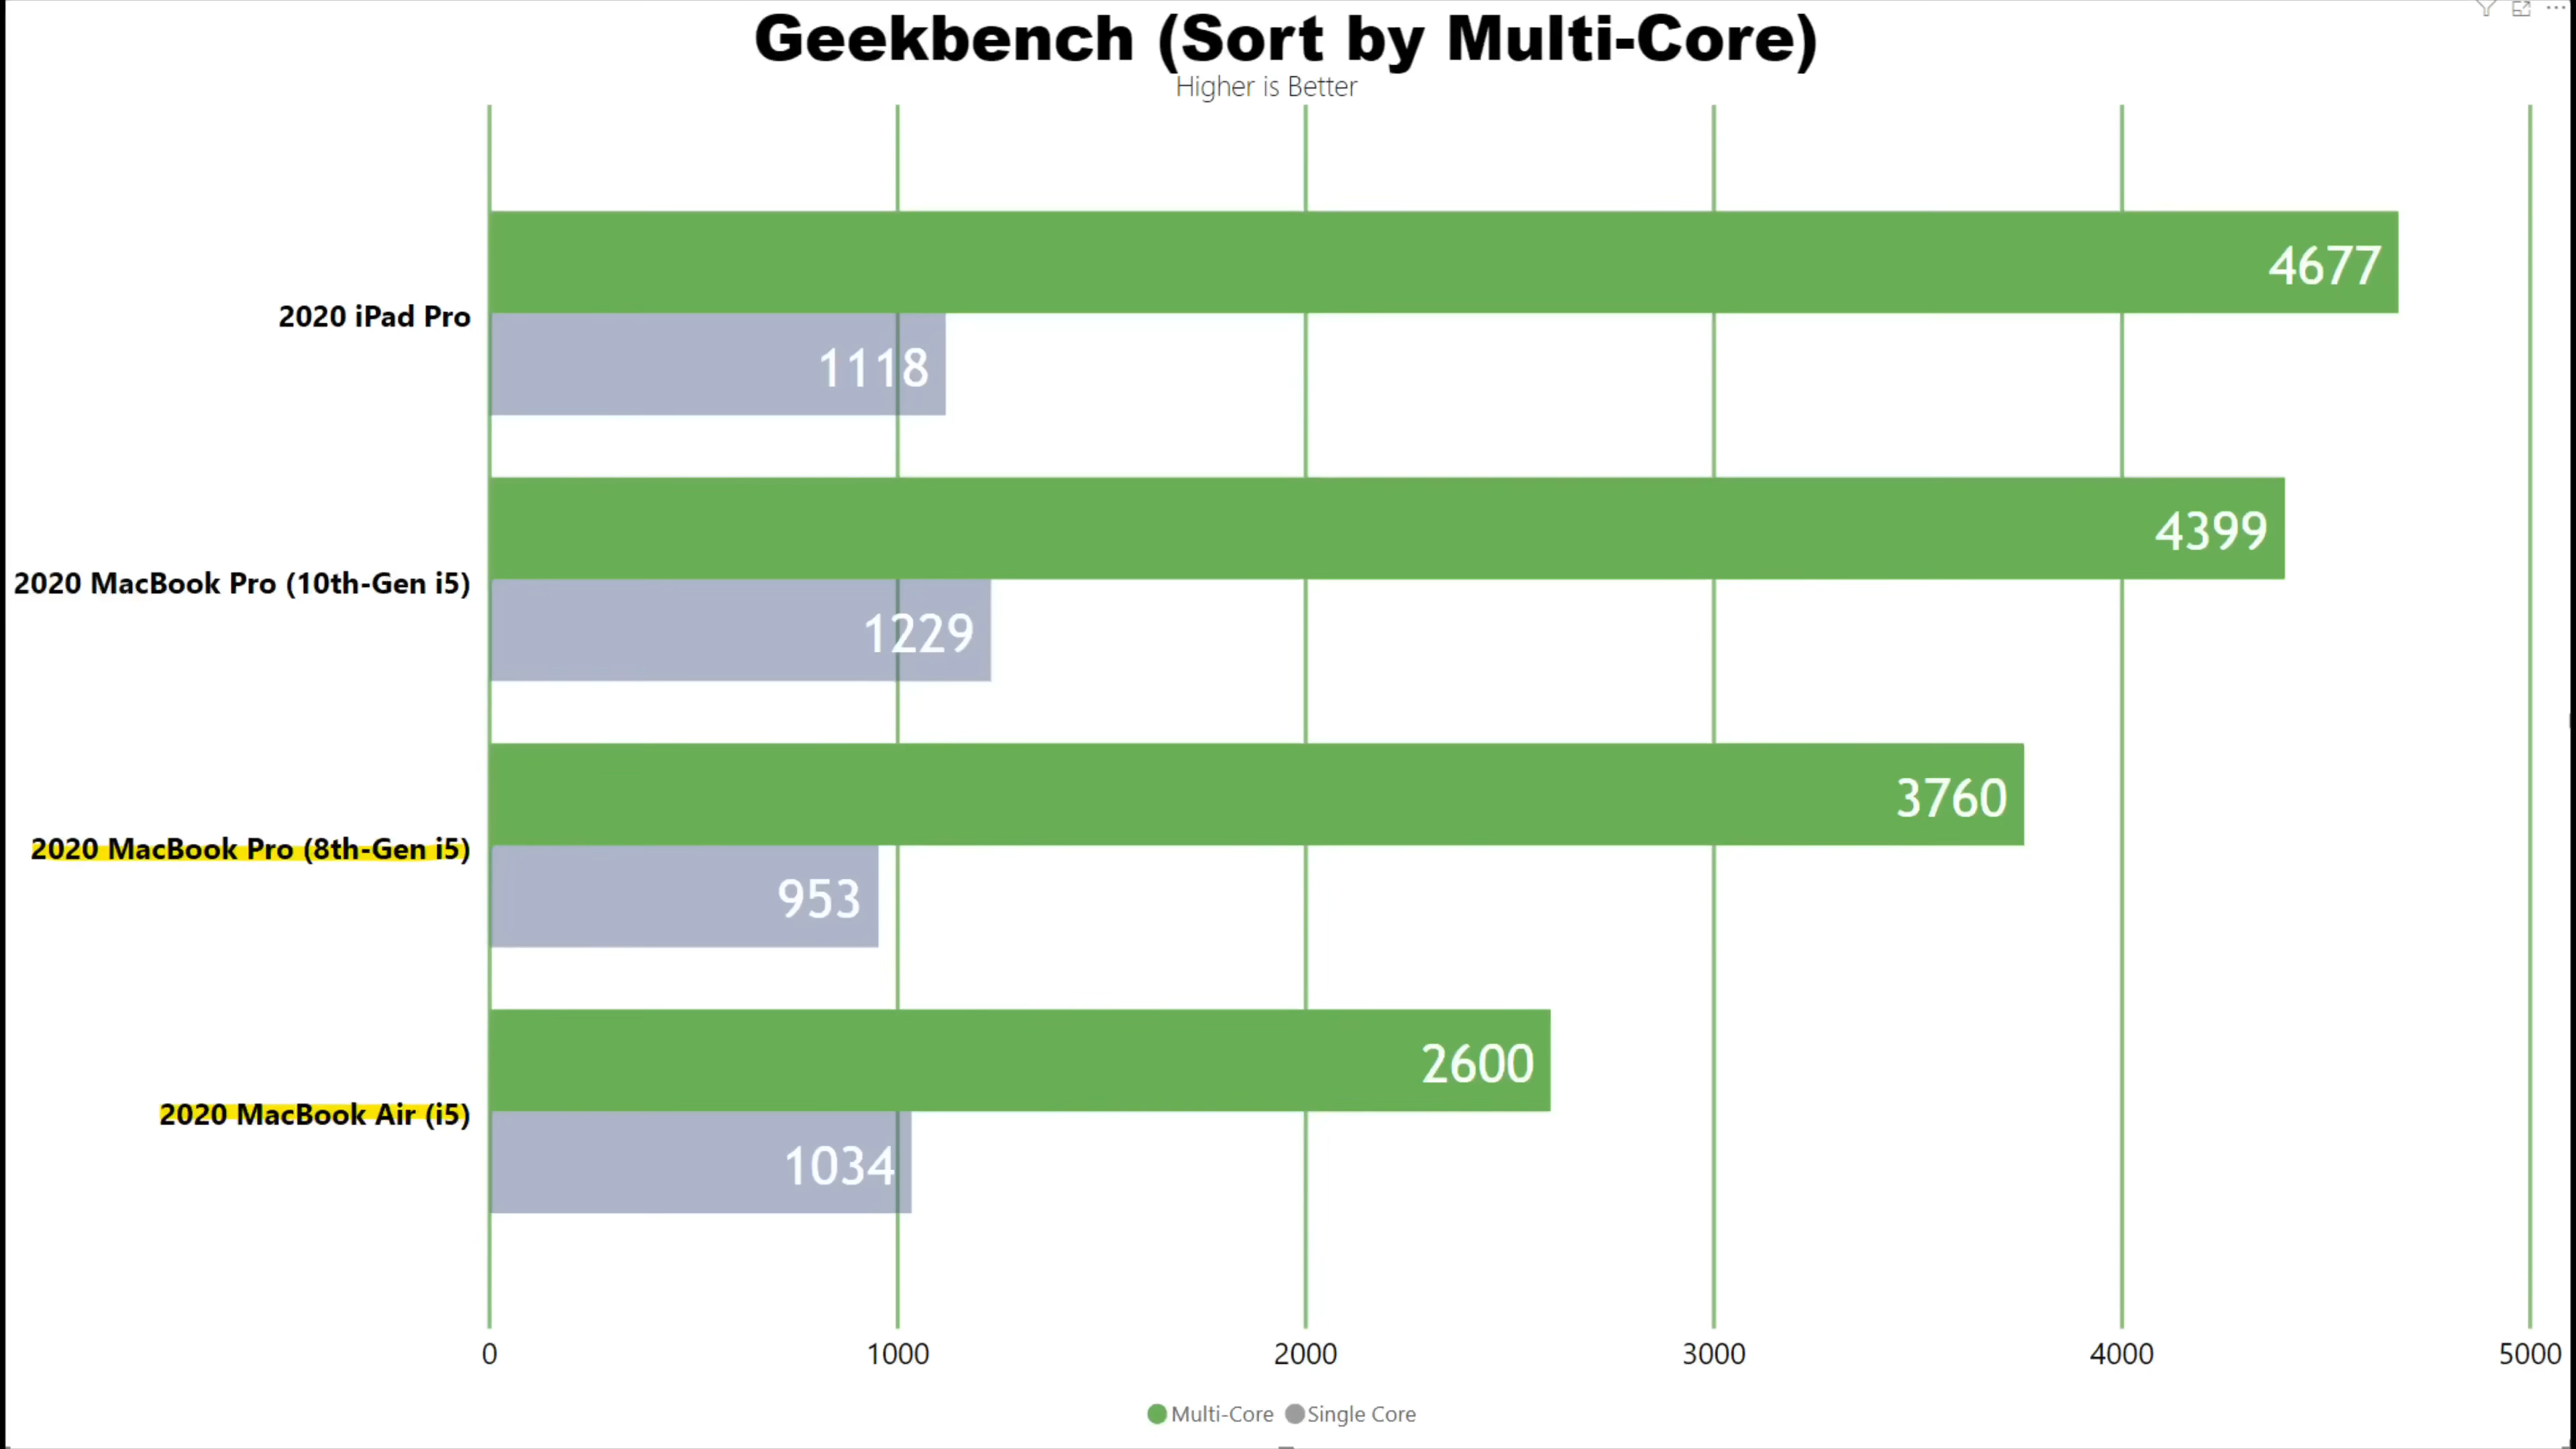 Geekbench (Sort by Multi-Core)
Higher is Better
2020 iPad Pro
4677
1118
2020 MacBook Pro (10th-Gen i5)
4399
1229
2020 MacBook Pro (8th-Gen i5)
3760
953
2020 MacBook Air (i5)
2600
1034
0 1000 2000 3000 4000 5000
Multi-Core Single Core